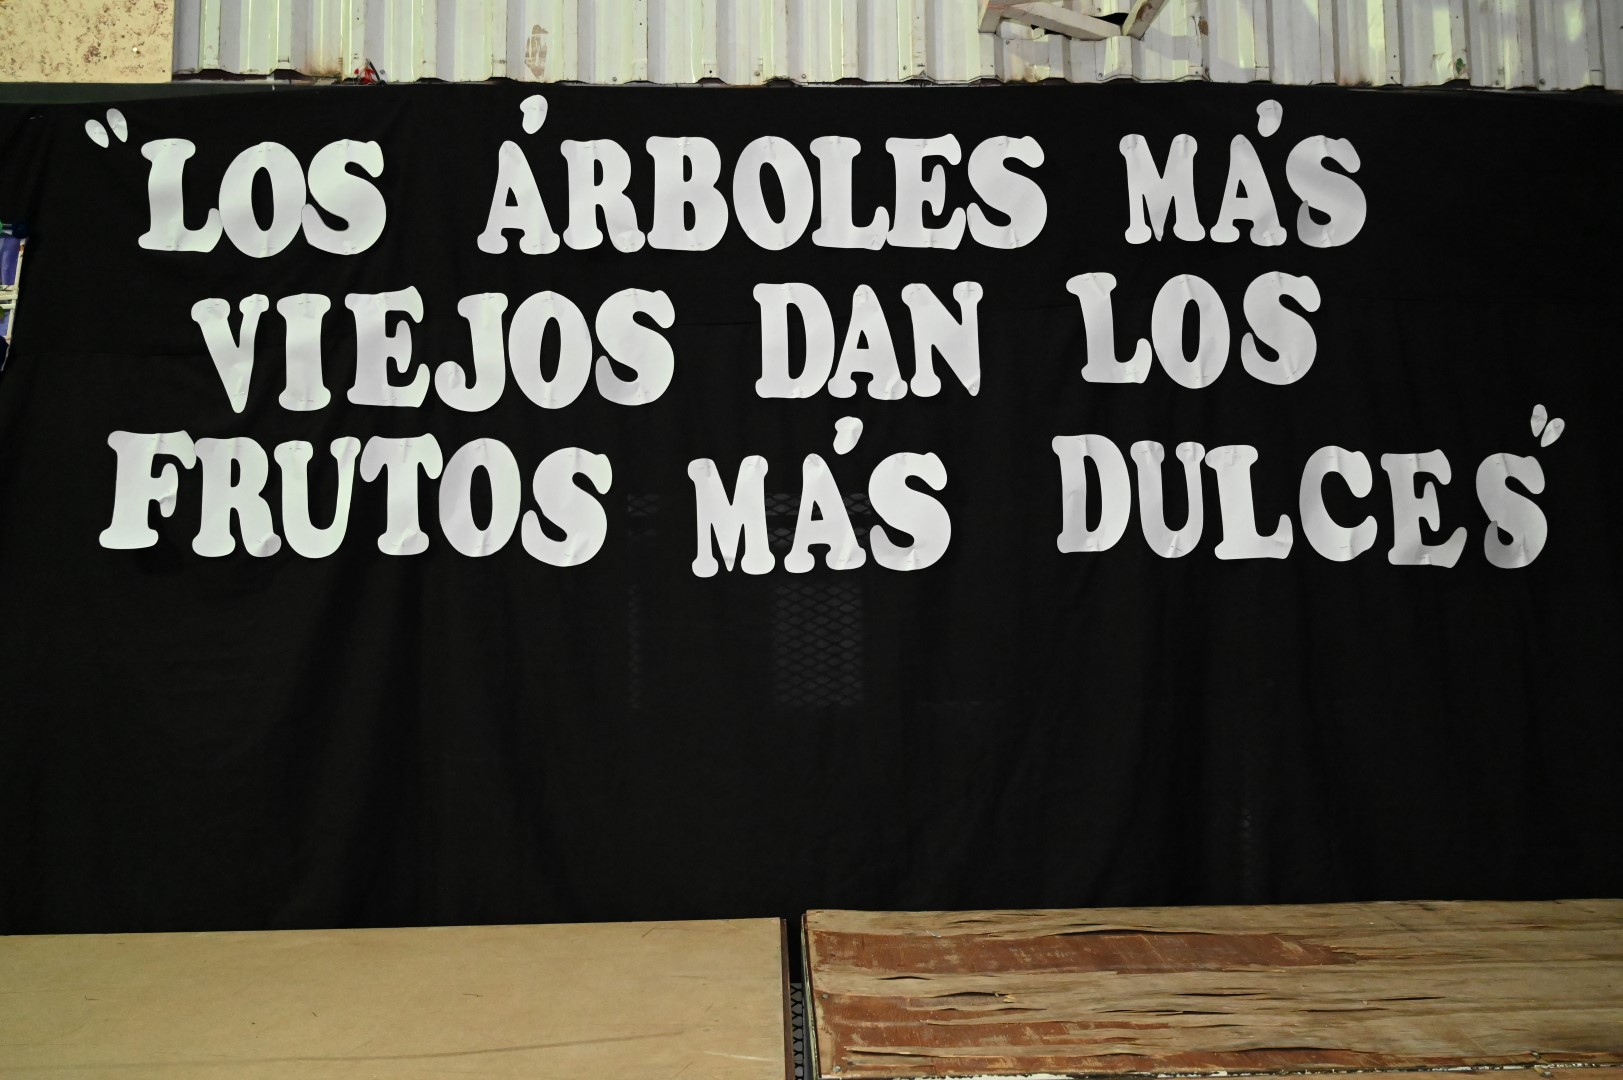 "LOS ÁRBOLES MÁS
VIEJOS DAN LOS
FRUTOS MÁS DULCES"